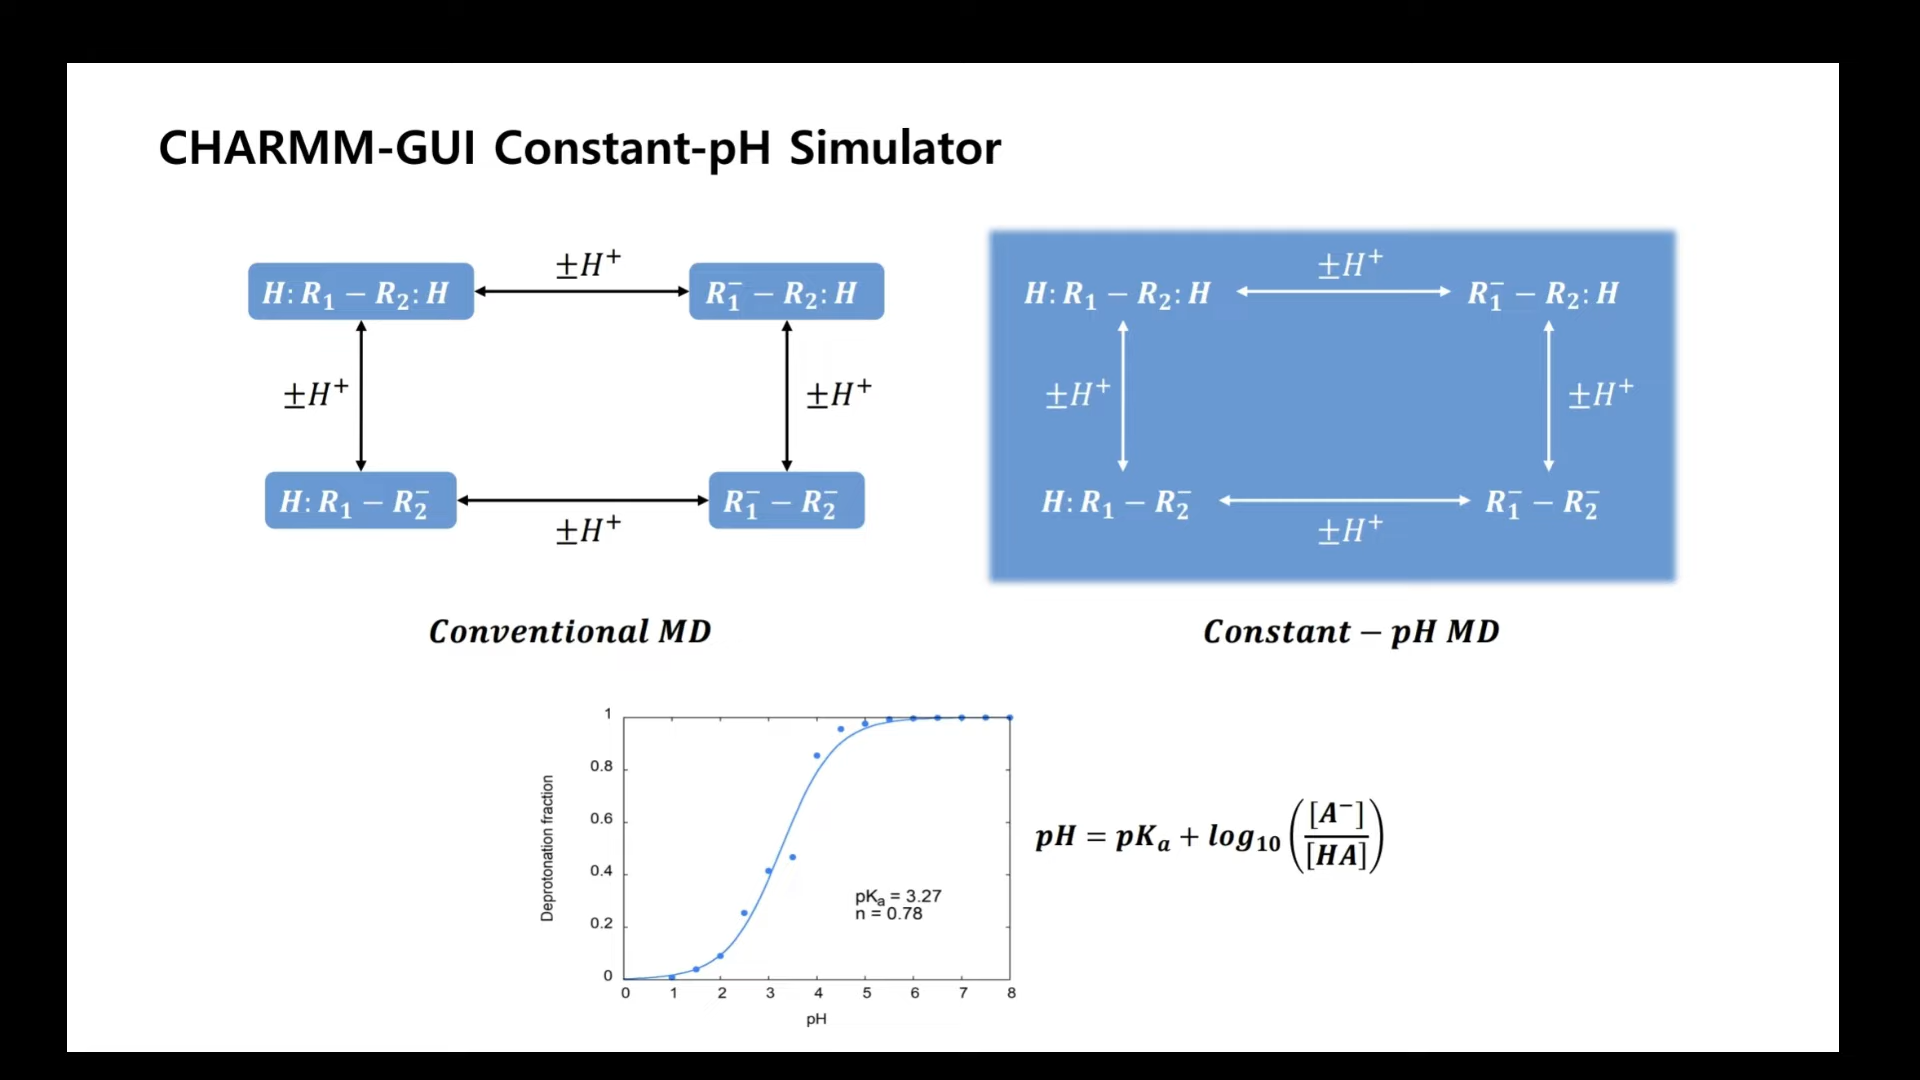 CHARMM-GUI Constant-pH Simulator
±H⁺
H: R₁ − R₂: H
R₁⁻ − R₂: H
±H⁺
±H⁺
H: R₁ − R₂⁻
R₁⁻ − R₂⁻
±H⁺
Conventional MD
±H⁺
H: R₁ − R₂: H
R₁⁻ − R₂: H
±H⁺
±H⁺
H: R₁ − R₂⁻
R₁⁻ − R₂⁻
±H⁺
Constant − pH MD
1
0.8
0.6
0.4
0.2
0
Deprotonation fraction
pKₐ = 3.27
n = 0.78
0 1 2 3 4 5 6 7 8
pH
pH = pKₐ + log₁₀ ([A⁻]/[HA])